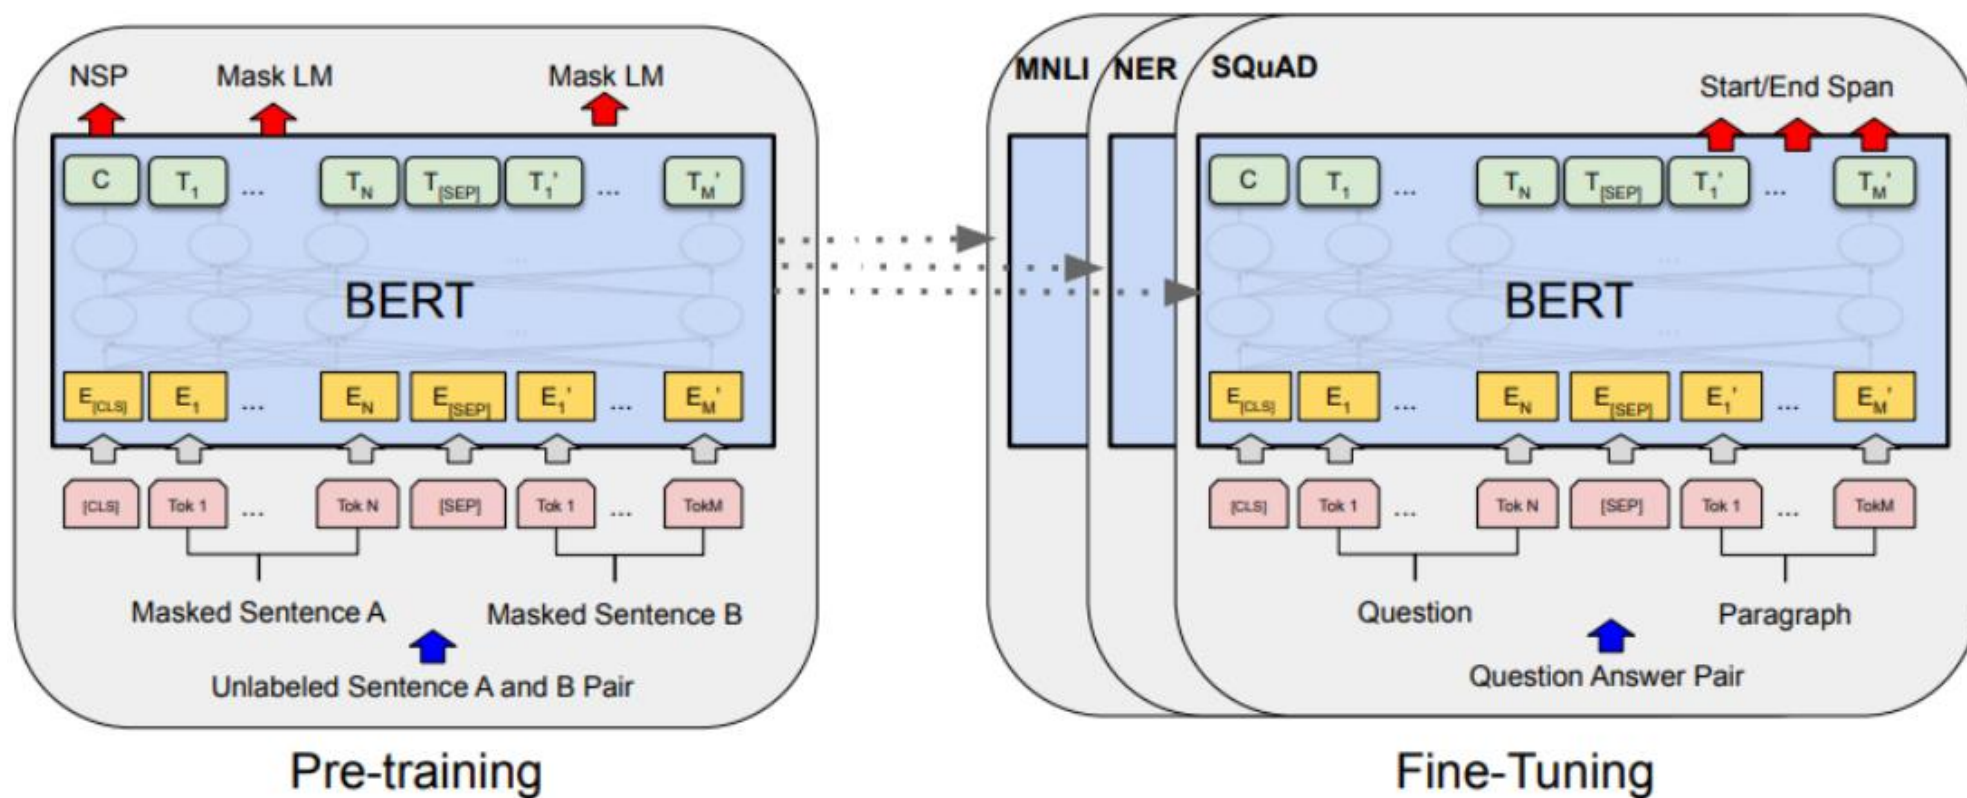 NSP Mask LM Mask LM
C T1 ... TN T[SEP] T1' ... TM'
BERT
E[CLS] E1 ... EN E[SEP] E1' ... EM'
[CLS] Tok 1 ... Tok N [SEP] Tok 1 ... TokM
Masked Sentence A Masked Sentence B
Unlabeled Sentence A and B Pair
Pre-training
MNLI NER SQuAD
Start/End Span
C T1 ... TN T[SEP] T1' ... TM'
BERT
E[CLS] E1 ... EN E[SEP] E1' ... EM'
[CLS] Tok 1 ... Tok N [SEP] Tok 1 ... TokM
Question Paragraph
Question Answer Pair
Fine-Tuning